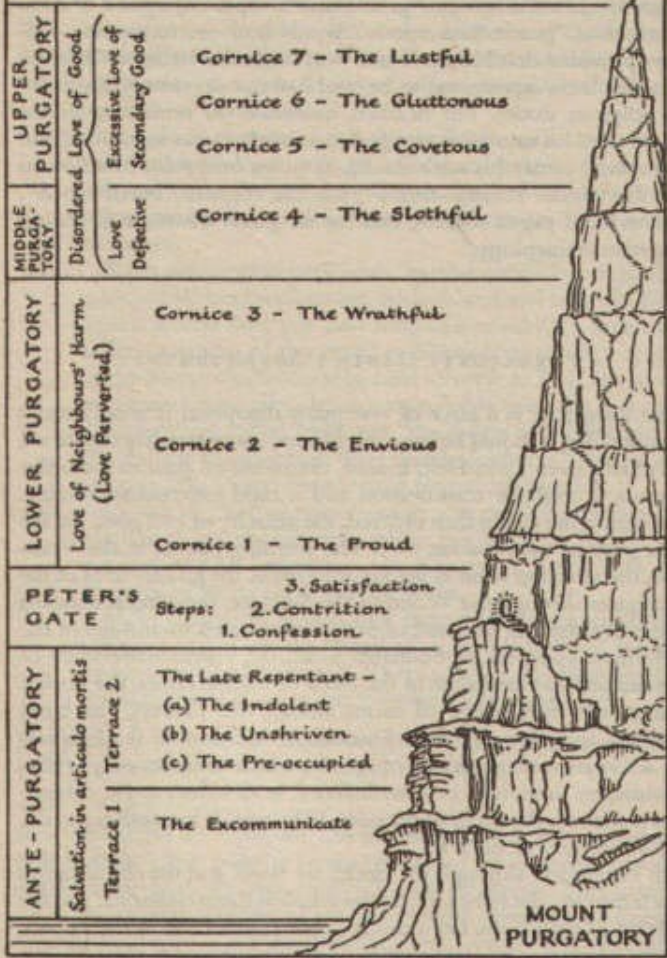 UPPER
PURGATORY
Disordered Love of Good
Excessive Love of
Secondary Good
Cornice 7 - The Lustful
Cornice 6 - The Gluttonous
Cornice 5 - The Covetous
MIDDLE
PURGA-
TORY
Love
Defective
Cornice 4 - The Slothful
LOWER PURGATORY
Love of Neighbours' Harm
(Love Perverted)
Cornice 3 - The Wrathful
Cornice 2 - The Envious
Cornice 1 - The Proud
PETER'S
GATE
Steps:
3. Satisfaction
2. Contrition
1. Confession
ANTE-PURGATORY
Salvation in articulo mortis
Terrace 2
The Late Repentant -
(a) The Indolent
(b) The Unshriven
(c) The Pre-occupied
Terrace 1
The Excommunicate
MOUNT
PURGATORY